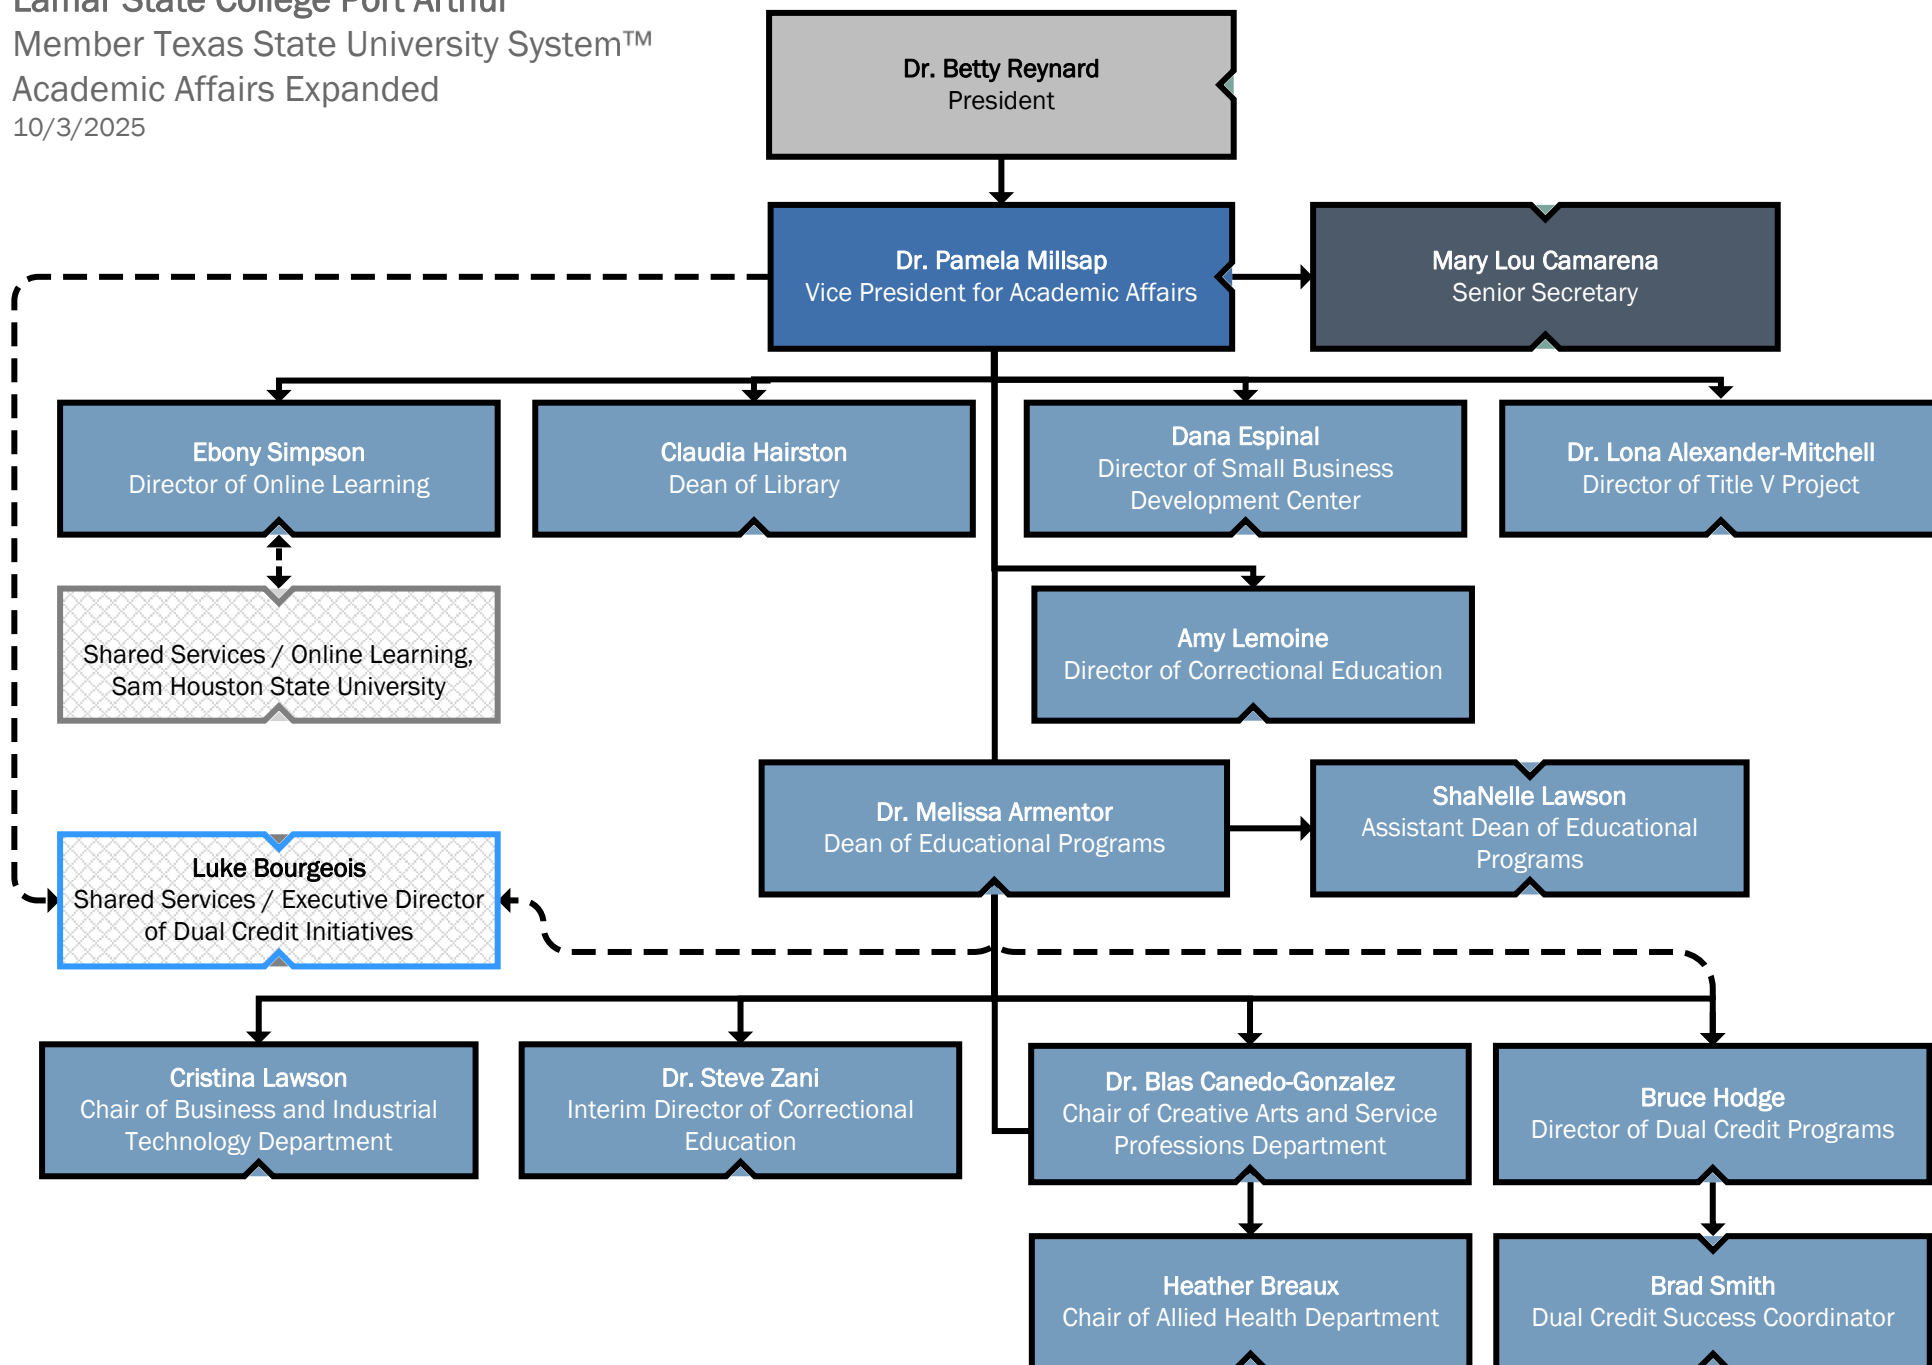 Lamar State College Port Arthur
Member Texas State University System™
Academic Affairs Expanded
10/3/2025
Dr. Betty Reynard
President
Dr. Pamela Millsap
Vice President for Academic Affairs
Mary Lou Camarena
Senior Secretary
Ebony Simpson
Director of Online Learning
Claudia Hairston
Dean of Library
Dana Espinal
Director of Small Business
Development Center
Dr. Lona Alexander-Mitchell
Director of Title V Project
Shared Services / Online Learning,
Sam Houston State University
Amy Lemoine
Director of Correctional Education
Dr. Melissa Armentor
Dean of Educational Programs
ShaNelle Lawson
Assistant Dean of Educational
Programs
Luke Bourgeois
Shared Services / Executive Director
of Dual Credit Initiatives
Cristina Lawson
Chair of Business and Industrial
Technology Department
Dr. Steve Zani
Interim Director of Correctional
Education
Dr. Blas Canedo-Gonzalez
Chair of Creative Arts and Service
Professions Department
Bruce Hodge
Director of Dual Credit Programs
Heather Breaux
Chair of Allied Health Department
Brad Smith
Dual Credit Success Coordinator